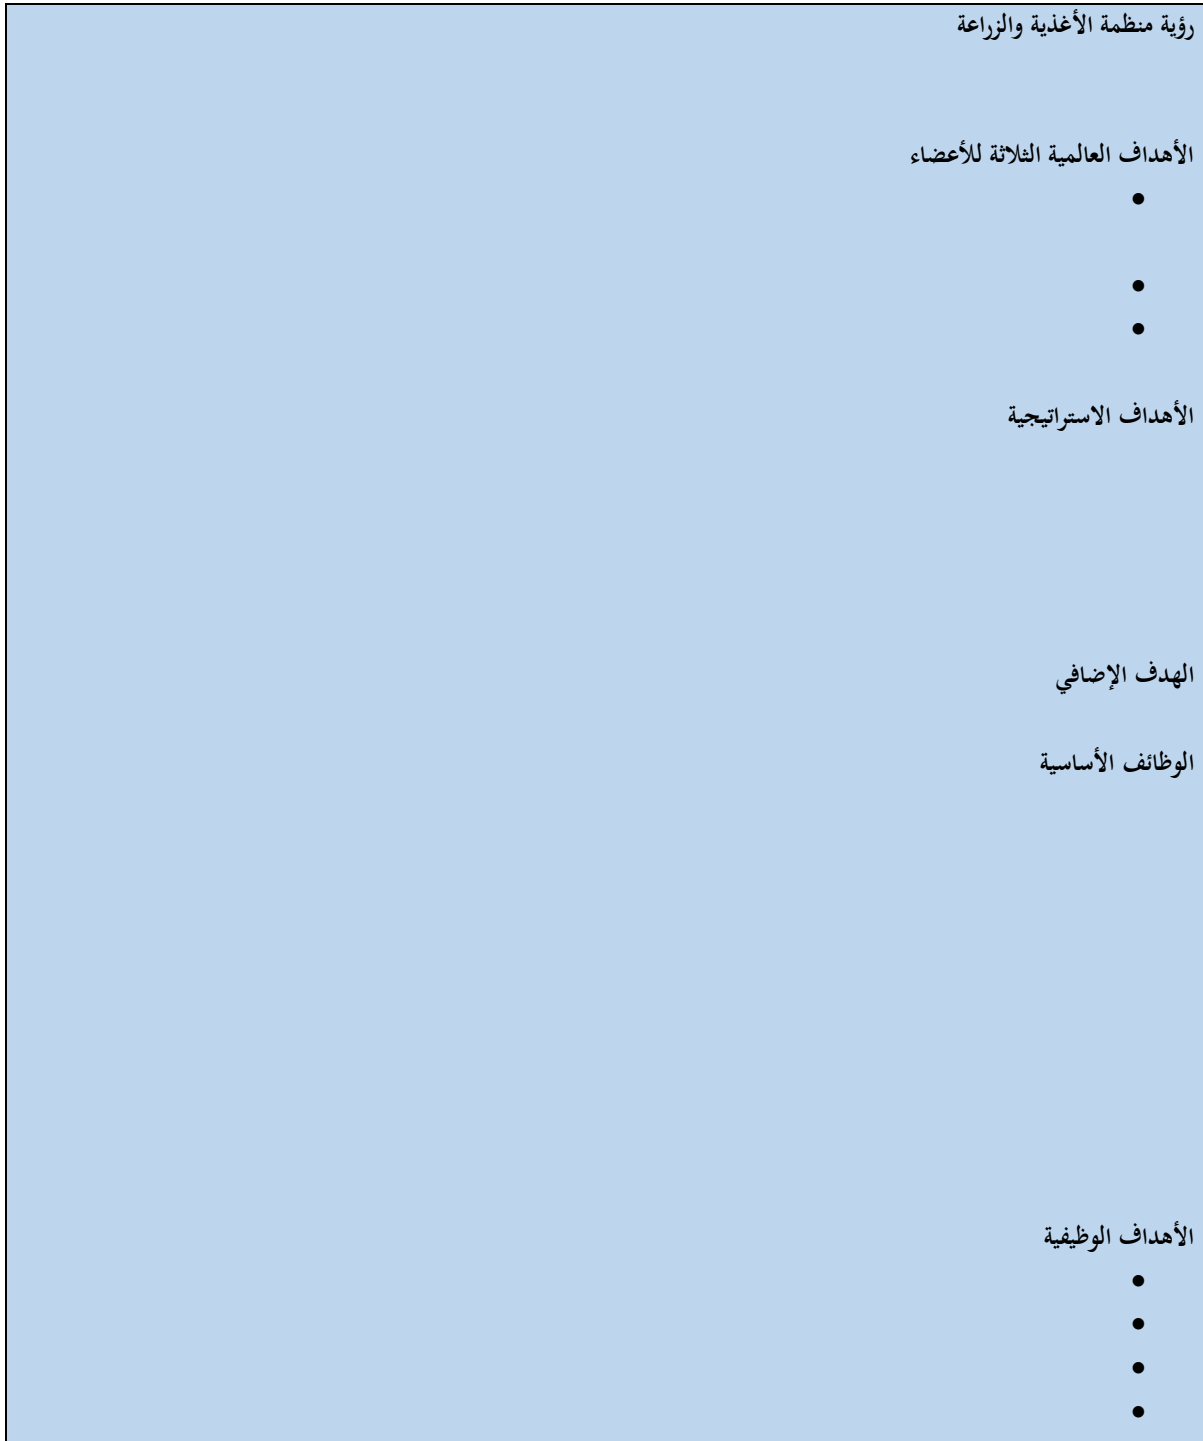 رؤية منظمة الأغذية والزراعة
الأهداف العالمية الثلاثة للأعضاء
•
•
•
الأهداف الاستراتيجية
الهدف الإضافي
الوظائف الأساسية
الأهداف الوظيفية
•
•
•
•